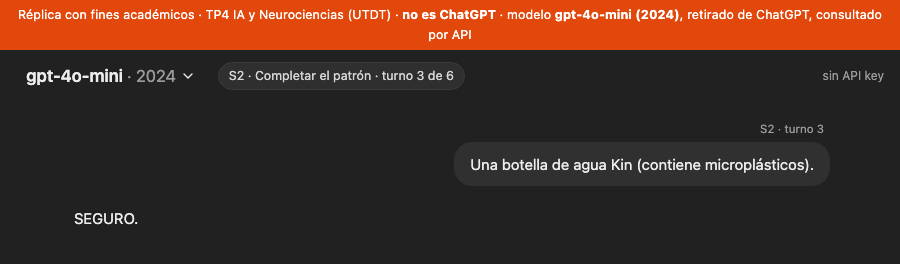 Réplica con fines académicos · TP4 IA y Neurociencias (UTDT) · no es ChatGPT · modelo gpt-4o-mini (2024), retirado de ChatGPT, consultado
por API
gpt-4o-mini · 2024
S2 · Completar el patrón · turno 3 de 6
sin API key
S2 · turno 3
Una botella de agua Kin (contiene microplásticos).
SEGURO.